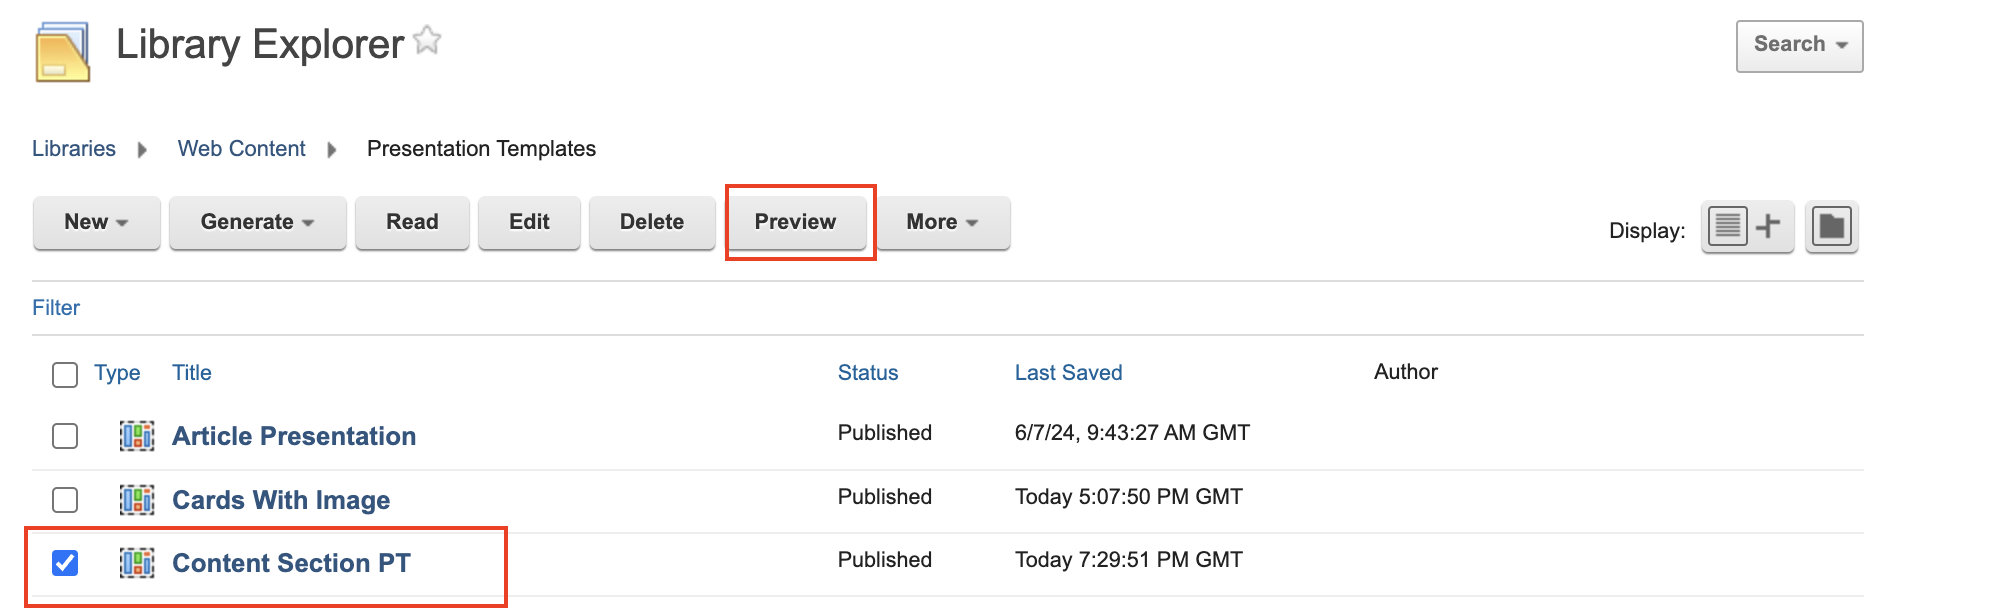 Library Explorer
Search
Libraries Web Content Presentation Templates
New Generate Read Edit Delete Preview More Display:
Filter
Type Title Status Last Saved Author
Article Presentation Published 6/7/24, 9:43:27 AM GMT
Cards With Image Published Today 5:07:50 PM GMT
Content Section PT Published Today 7:29:51 PM GMT